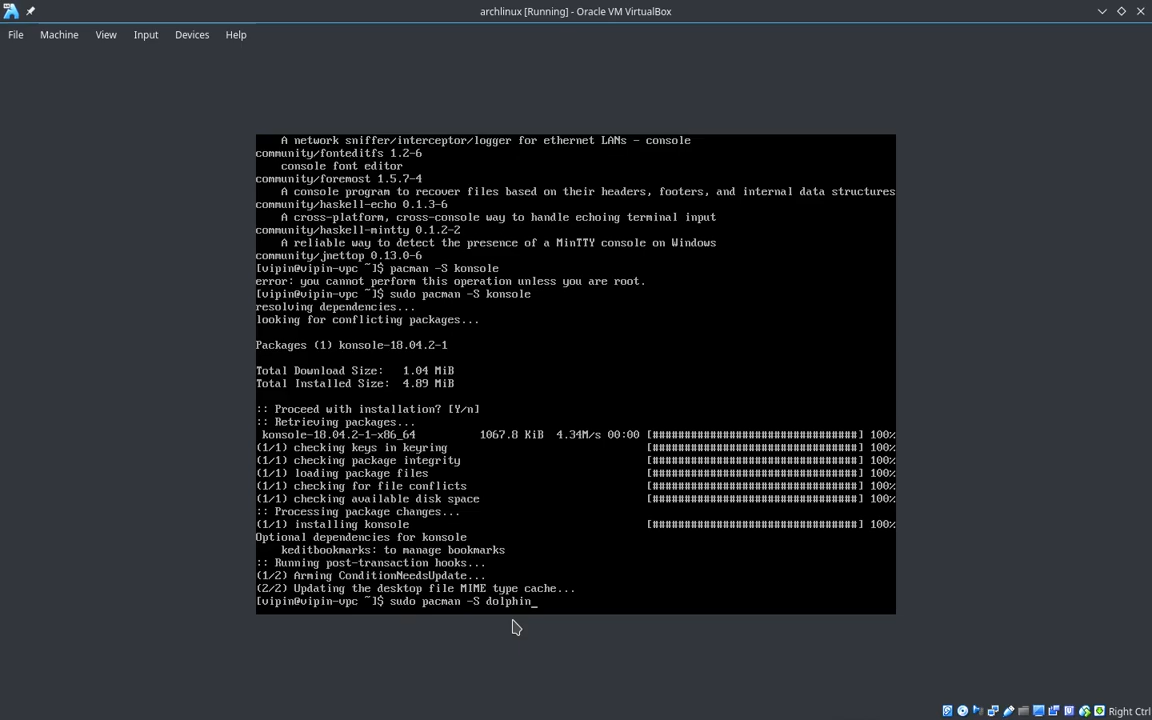 archlinux [Running] - Oracle VM VirtualBox
File Machine View Input Devices Help
A network sniffer/interceptor/logger for ethernet LANs - console
community/fonteditfs 1.2-6
console font editor
community/foremost 1.5.7-4
A console program to recover files based on their headers, footers, and internal data structures
community/haskell-echo 0.1.3-6
A cross-platform, cross-console way to handle echoing terminal input
community/haskell-mintty 0.1.2-2
A reliable way to detect the presence of a MinTTY console on Windows
community/jnettop 0.13.0-6
[vipin@vipin-vpc ~]$ pacman -S konsole
error: you cannot perform this operation unless you are root.
[vipin@vipin-vpc ~]$ sudo pacman -S konsole
resolving dependencies...
looking for conflicting packages...
Packages (1) konsole-18.04.2-1
Total Download Size: 1.04 MiB
Total Installed Size: 4.89 MiB
:: Proceed with installation? [Y/n]
:: Retrieving packages...
konsole-18.04.2-1-x86_64 1067.8 KiB 4.34M/s 00:00 [######################] 100%
(1/1) checking keys in keyring [######################] 100%
(1/1) checking package integrity [######################] 100%
(1/1) loading package files [######################] 100%
(1/1) checking for file conflicts [######################] 100%
(1/1) checking available disk space [######################] 100%
:: Processing package changes...
(1/1) installing konsole [######################] 100%
Optional dependencies for konsole
keditbookmarks: to manage bookmarks
:: Running post-transaction hooks...
(1/2) Arming ConditionNeedsUpdate...
(2/2) Updating the desktop file MIME type cache...
[vipin@vipin-vpc ~]$ sudo pacman -S dolphin_
Right Ctrl